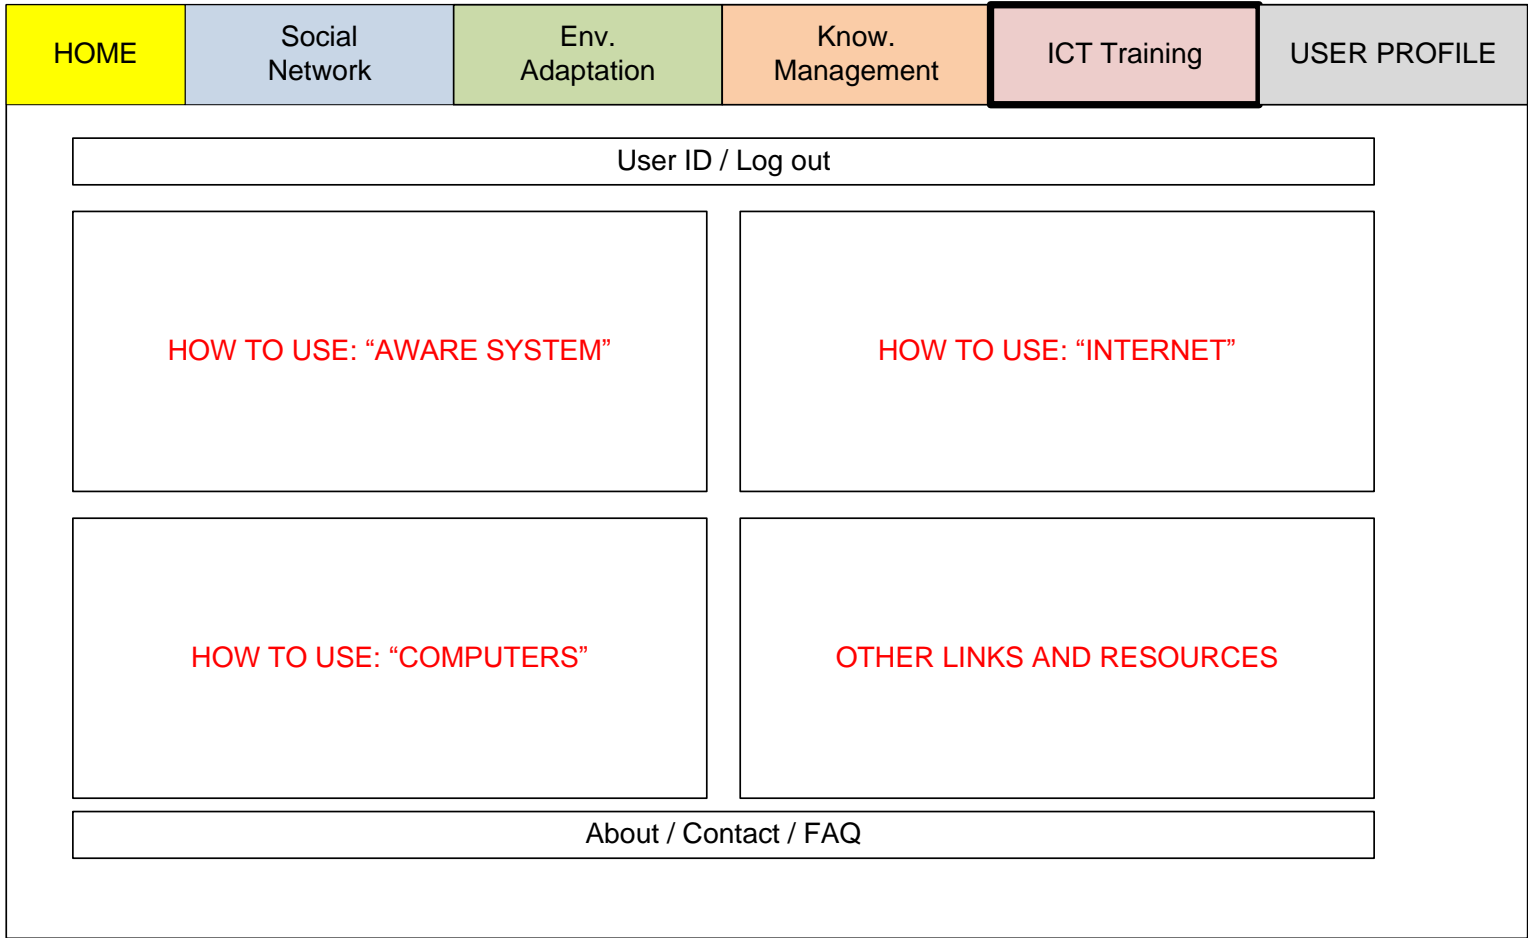 HOME
Social
Network
Env.
Adaptation
Know.
Management
ICT Training
USER PROFILE
User ID / Log out
HOW TO USE: “AWARE SYSTEM”
HOW TO USE: “INTERNET”
HOW TO USE: “COMPUTERS”
OTHER LINKS AND RESOURCES
About / Contact / FAQ